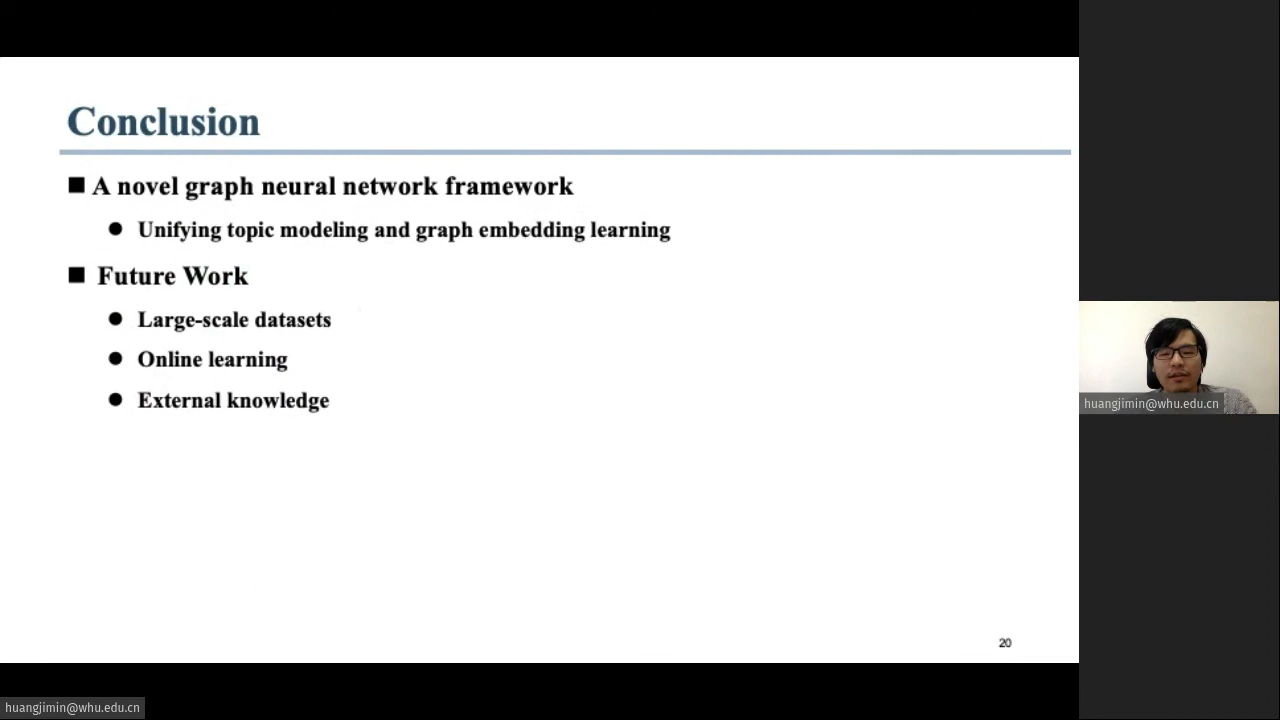 Conclusion
A novel graph neural network framework
Unifying topic modeling and graph embedding learning
Future Work
Large-scale datasets
Online learning
External knowledge
20
huangjimin@whu.edu.cn
huangjimin@whu.edu.cn